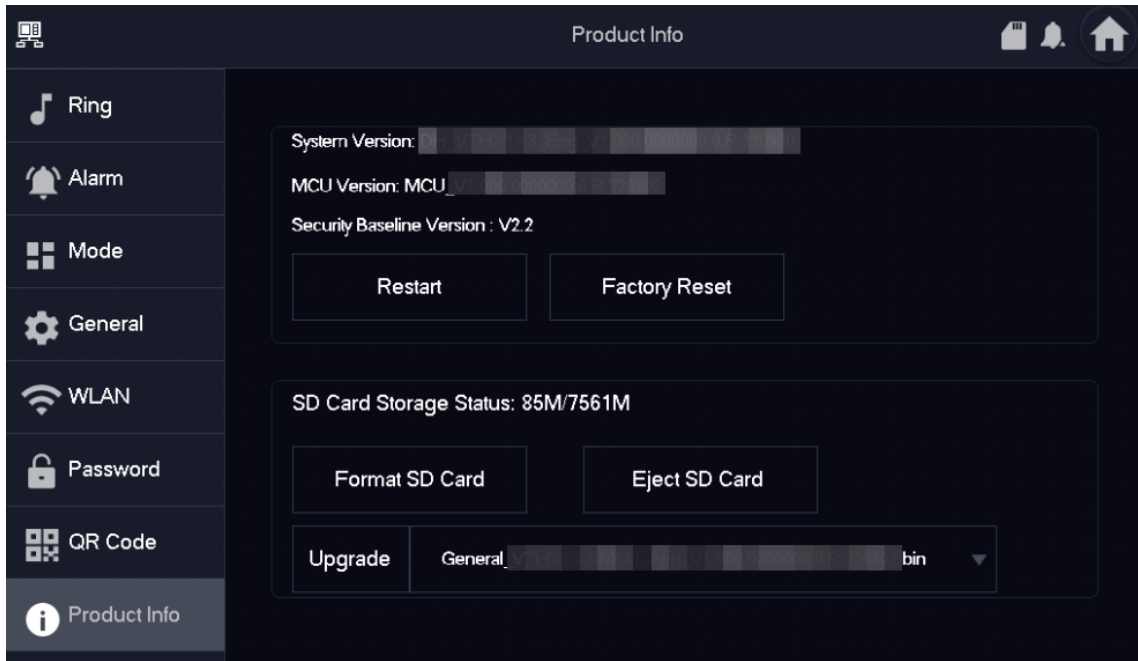 Product Info
Ring
Alarm
Mode
General
WLAN
Password
QR Code
Product Info
System Version:
MCU Version: MCU_
Security Baseline Version : V2.2
Restart
Factory Reset
SD Card Storage Status: 85M/7561M
Format SD Card
Eject SD Card
Upgrade
General_
bin